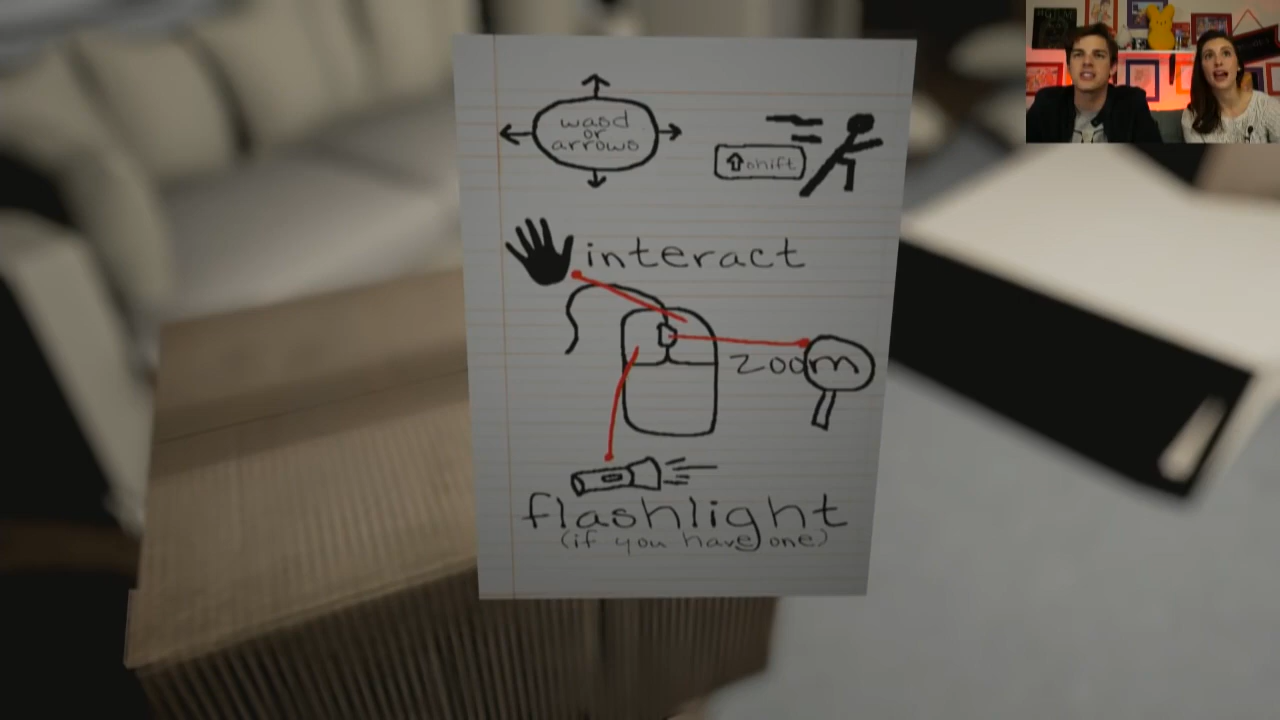 wasd
or
arrows
shift
interact
zoom
flashlight
(if you have one)